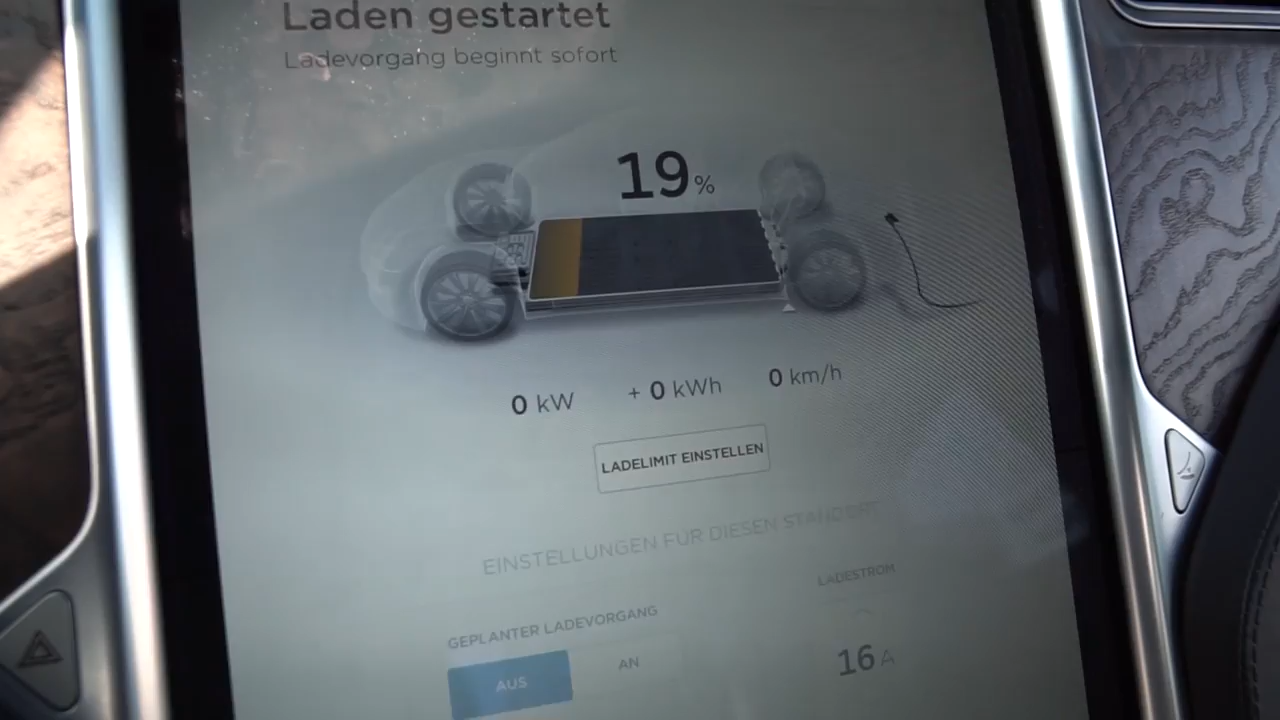 Laden gestartet
Ladevorgang beginnt sofort
19%
0 kW + 0 kWh 0 km/h
LADELIMIT EINSTELLEN
EINSTELLUNGEN FÜR DIESEN STANDORT
LADESTROM
GEPLANTER LADEVORGANG
AUS AN 16 A